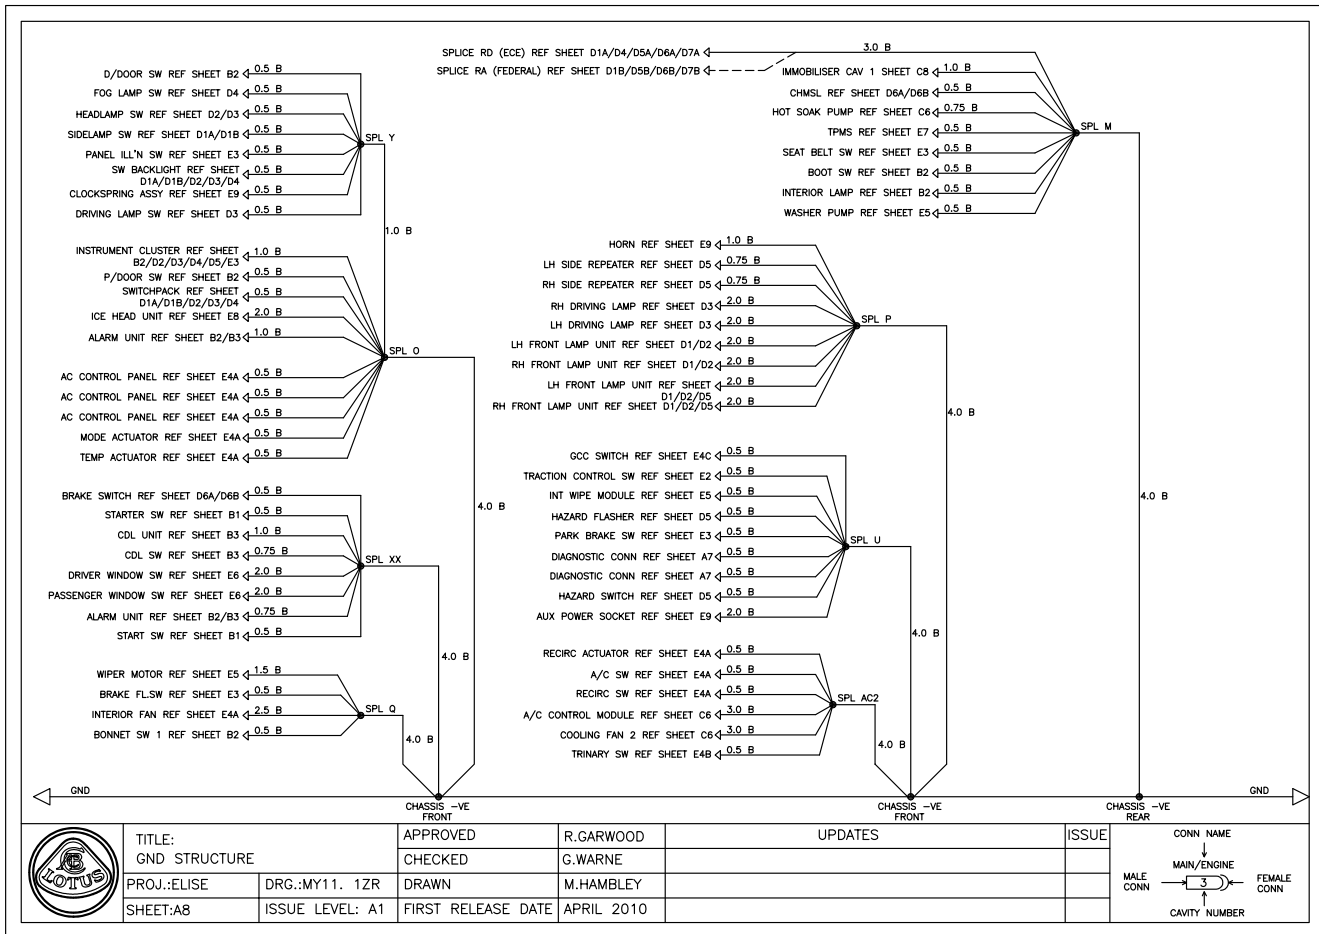 SPLICE RD (ECE) REF SHEET D1A/D4/D5A/D6A/D7A 3.0 B
SPLICE RA (FEDERAL) REF SHEET D1B/D5B/D6B/D7B
D/DOOR SW REF SHEET B2 0.5 B
FOG LAMP SW REF SHEET D4 0.5 B
HEADLAMP SW REF SHEET D2/D3 0.5 B
SIDELAMP SW REF SHEET D1A/D1B 0.5 B
PANEL ILL'N SW REF SHEET E3 0.5 B
SW BACKLIGHT REF SHEET 0.5 B
D1A/D1B/D2/D3/D4
CLOCKSPRING ASSY REF SHEET E9 0.5 B
DRIVING LAMP SW REF SHEET D3 0.5 B
SPL Y
1.0 B
INSTRUMENT CLUSTER REF SHEET 1.0 B
B2/D2/D3/D4/D5/E3
P/DOOR SW REF SHEET B2 0.5 B
SWITCHPACK REF SHEET 0.5 B
D1A/D1B/D2/D3/D4
ICE HEAD UNIT REF SHEET E8 2.0 B
ALARM UNIT REF SHEET B2/B3 1.0 B
AC CONTROL PANEL REF SHEET E4A 0.5 B
AC CONTROL PANEL REF SHEET E4A 0.5 B
AC CONTROL PANEL REF SHEET E4A 0.5 B
MODE ACTUATOR REF SHEET E4A 0.5 B
TEMP ACTUATOR REF SHEET E4A 0.5 B
SPL O
4.0 B
BRAKE SWITCH REF SHEET D6A/D6B 0.5 B
STARTER SW REF SHEET B1 0.5 B
CDL UNIT REF SHEET B3 1.0 B
CDL SW REF SHEET B3 0.75 B
DRIVER WINDOW SW REF SHEET E6 2.0 B
PASSENGER WINDOW SW REF SHEET E6 2.0 B
ALARM UNIT REF SHEET B2/B3 0.75 B
START SW REF SHEET B1 0.5 B
SPL XX
4.0 B
WIPER MOTOR REF SHEET E5 1.5 B
BRAKE FL.SW REF SHEET E3 0.5 B
INTERIOR FAN REF SHEET E4A 2.5 B
BONNET SW 1 REF SHEET B2 0.5 B
SPL Q
4.0 B
IMMOBILISER CAV 1 SHEET C8 1.0 B
CHMSL REF SHEET D6A/D6B 0.5 B
HOT SOAK PUMP REF SHEET C6 0.75 B
TPMS REF SHEET E7 0.5 B
SEAT BELT SW REF SHEET E3 0.5 B
BOOT SW REF SHEET B2 0.5 B
INTERIOR LAMP REF SHEET B2 0.5 B
WASHER PUMP REF SHEET E5 0.5 B
SPL M
4.0 B
HORN REF SHEET E9 1.0 B
LH SIDE REPEATER REF SHEET D5 0.75 B
RH SIDE REPEATER REF SHEET D5 0.75 B
RH DRIVING LAMP REF SHEET D3 2.0 B
LH DRIVING LAMP REF SHEET D3 2.0 B
LH FRONT LAMP UNIT REF SHEET D1/D2 2.0 B
RH FRONT LAMP UNIT REF SHEET D1/D2 2.0 B
LH FRONT LAMP UNIT REF SHEET 2.0 B
D1/D2/D5
RH FRONT LAMP UNIT REF SHEET D1/D2/D5 2.0 B
SPL P
4.0 B
GCC SWITCH REF SHEET E4C 0.5 B
TRACTION CONTROL SW REF SHEET E2 0.5 B
INT WIPE MODULE REF SHEET E5 0.5 B
HAZARD FLASHER REF SHEET D5 0.5 B
PARK BRAKE SW REF SHEET E3 0.5 B
DIAGNOSTIC CONN REF SHEET A7 0.5 B
DIAGNOSTIC CONN REF SHEET A7 0.5 B
HAZARD SWITCH REF SHEET D5 0.5 B
AUX POWER SOCKET REF SHEET E9 2.0 B
SPL U
4.0 B
RECIRC ACTUATOR REF SHEET E4A 0.5 B
A/C SW REF SHEET E4A 0.5 B
RECIRC SW REF SHEET E4A 0.5 B
A/C CONTROL MODULE REF SHEET C6 3.0 B
COOLING FAN 2 REF SHEET C6 3.0 B
TRINARY SW REF SHEET E4B 0.5 B
SPL AC2
4.0 B
GND
GND
CHASSIS -VE
FRONT
CHASSIS -VE
FRONT
CHASSIS -VE
REAR
LOTUS
TITLE:
GND STRUCTURE
PROJ.:ELISE
DRG.:MY11. 1ZR
SHEET:A8
ISSUE LEVEL: A1
APPROVED R.GARWOOD
CHECKED G.WARNE
DRAWN M.HAMBLEY
FIRST RELEASE DATE APRIL 2010
UPDATES
ISSUE
CONN NAME
MAIN/ENGINE
MALE
CONN
3
FEMALE
CONN
CAVITY NUMBER